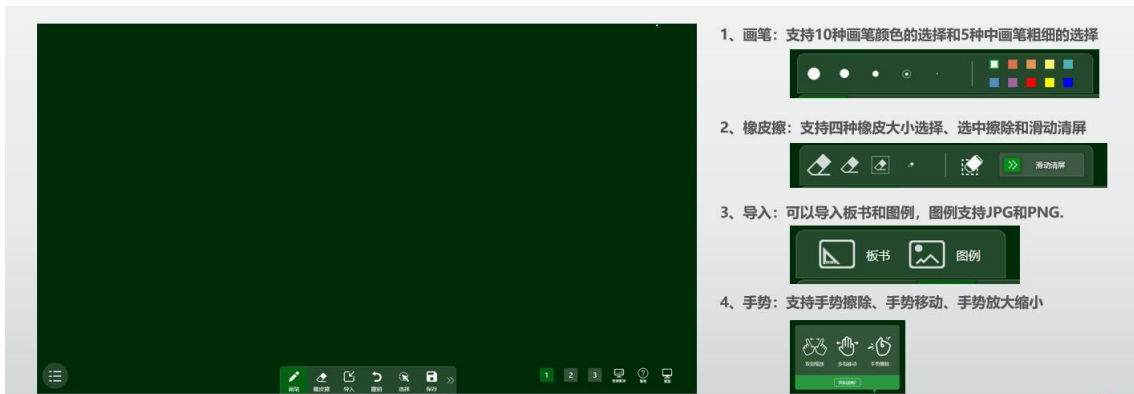 1、画笔：支持10种画笔颜色的选择和5种中画笔粗细的选择
2、橡皮擦：支持四种橡皮大小选择、选中擦除和滑动清屏
滑动清屏
3、导入：可以导入板书和图例，图例支持JPG和PNG.
板书 图例
4、手势：支持手势擦除、手势移动、手势放大缩小
手势擦除
画笔 橡皮擦 导入 撤销 选择 保存
1 2 3